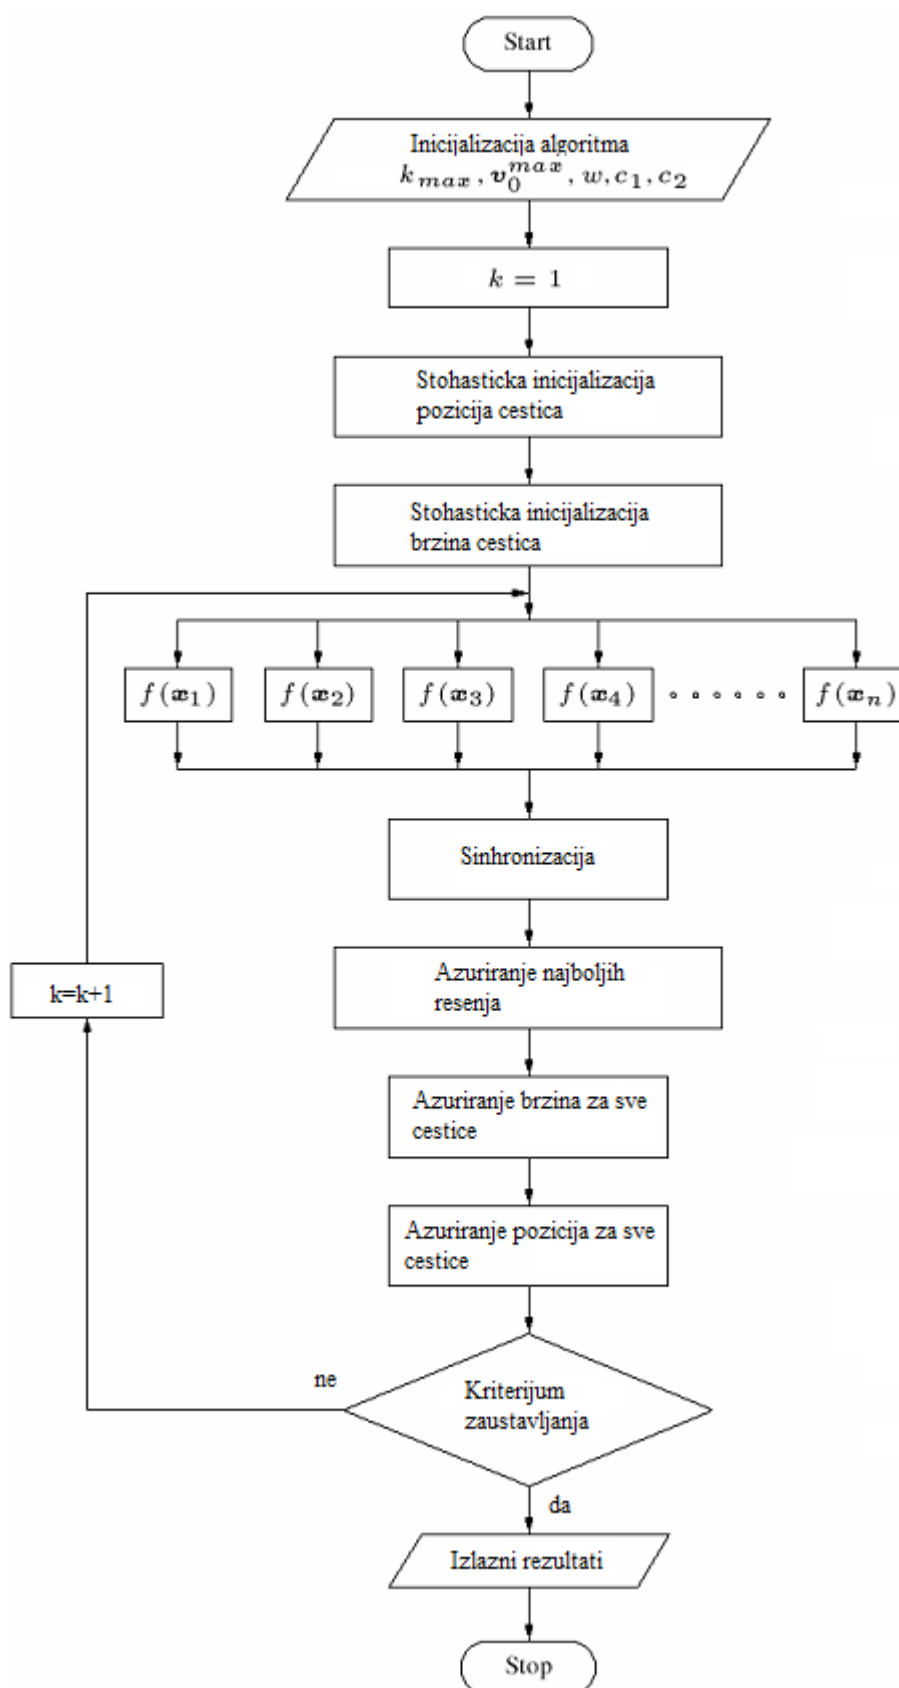 Start
Inicijalizacija algoritma
k_max, v_0^max, w, c_1, c_2
k = 1
Stohasticka inicijalizacija
pozicija cestica
Stohasticka inicijalizacija
brzina cestica
f(x_1) f(x_2) f(x_3) f(x_4) f(x_n)
Sinhronizacija
Azuriranje najboljih
resenja
k=k+1
Azuriranje brzina za sve
cestice
Azuriranje pozicija za sve
cestice
ne
Kriterijum
zaustavljanja
da
Izlazni rezultati
Stop